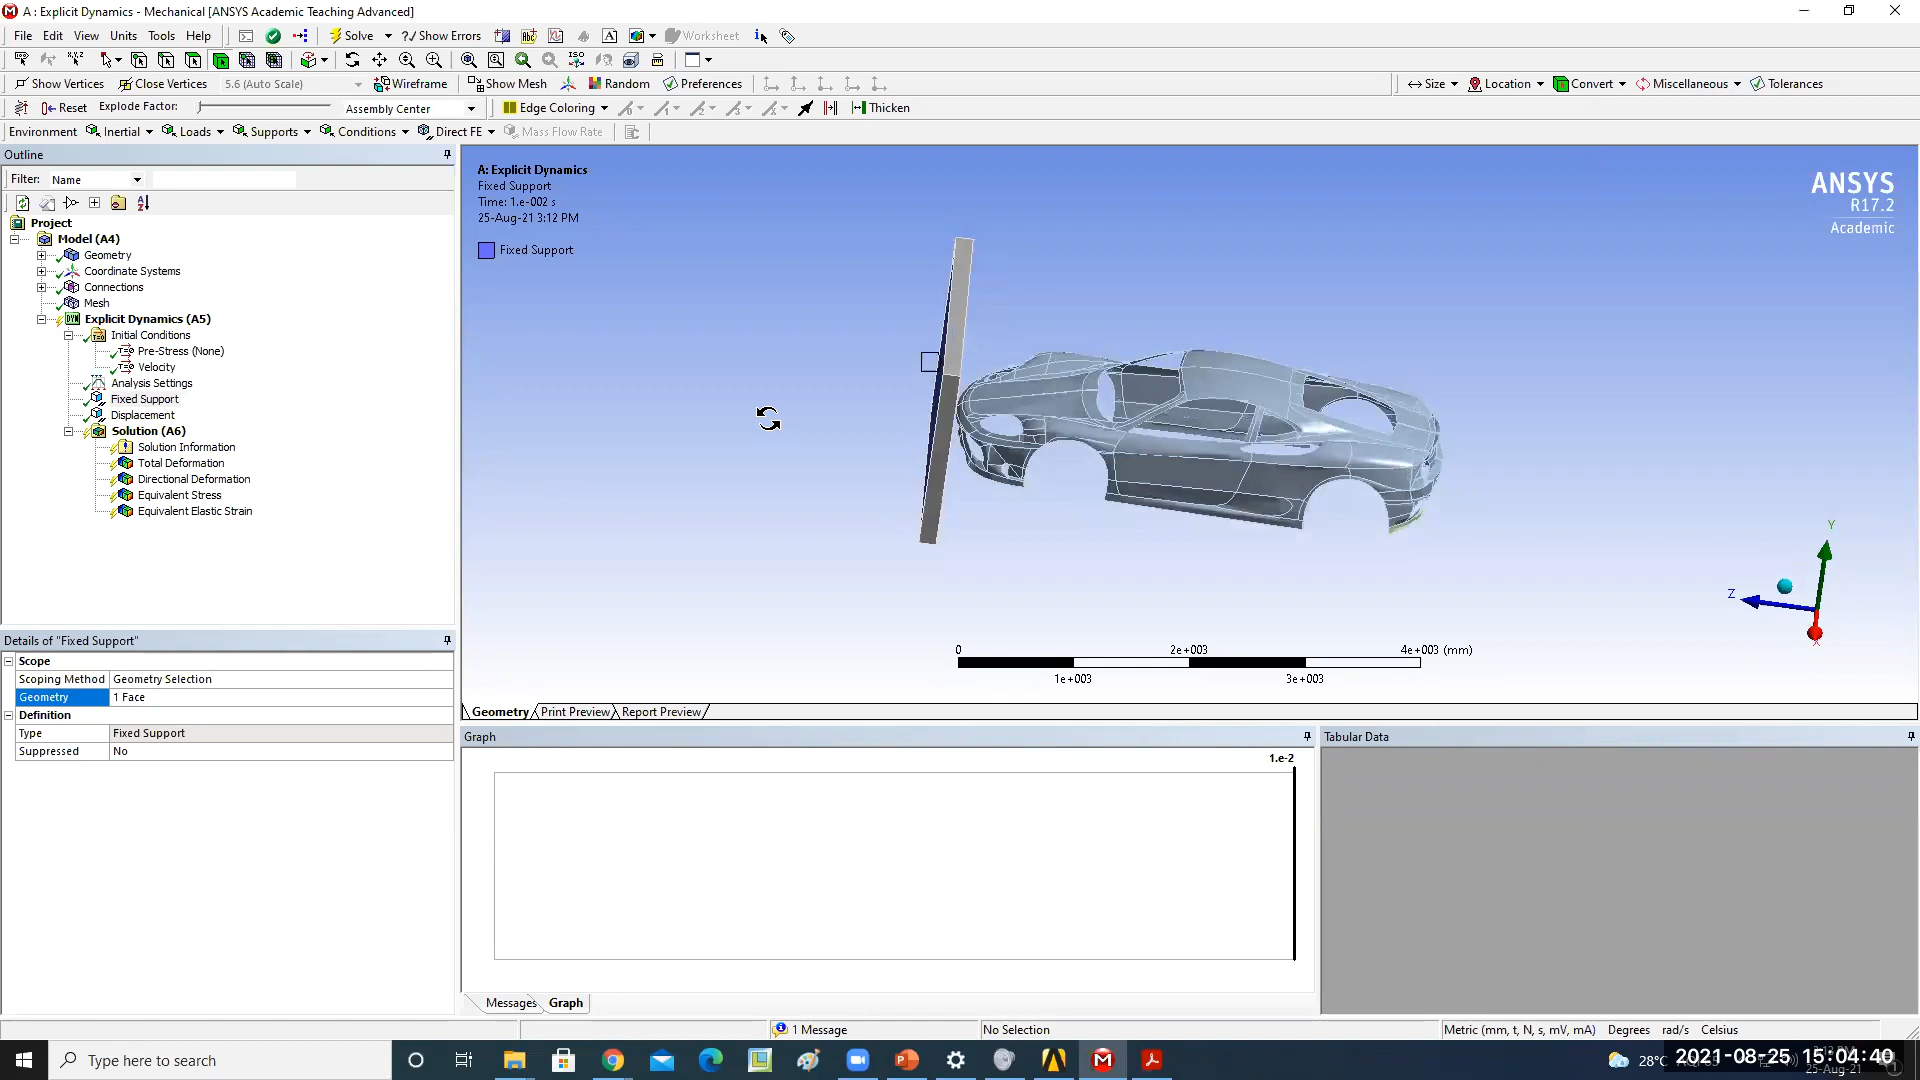 A : Explicit Dynamics - Mechanical [ANSYS Academic Teaching Advanced]
File Edit View Units Tools Help Solve ?/ Show Errors Worksheet
Show Vertices Close Vertices 5.6 (Auto Scale) Wireframe Show Mesh Random Preferences Size Location Convert Miscellaneous Tolerances
Reset Explode Factor: Assembly Center Edge Coloring Thicken
Environment Inertial Loads Supports Conditions Direct FE Mass Flow Rate
Outline
Filter: Name
Project
Model (A4)
Geometry
Coordinate Systems
Connections
Mesh
Explicit Dynamics (A5)
Initial Conditions
Pre-Stress (None)
Velocity
Analysis Settings
Fixed Support
Displacement
Solution (A6)
Solution Information
Total Deformation
Directional Deformation
Equivalent Stress
Equivalent Elastic Strain
Details of "Fixed Support"
Scope
Scoping Method Geometry Selection
Geometry 1 Face
Definition
Type Fixed Support
Suppressed No
A: Explicit Dynamics
Fixed Support
Time: 1.e-002 s
25-Aug-21 3:12 PM
Fixed Support
ANSYS
R17.2
Academic
Y
Z
X
0 2e+003 4e+003 (mm)
1e+003 3e+003
Geometry Print Preview Report Preview
Graph
1.e-2
Messages Graph
Tabular Data
1 Message No Selection Metric (mm, t, N, s, mV, mA) Degrees rad/s Celsius
Type here to search
28°C
2021-08-25 15:04:40
25-Aug-21